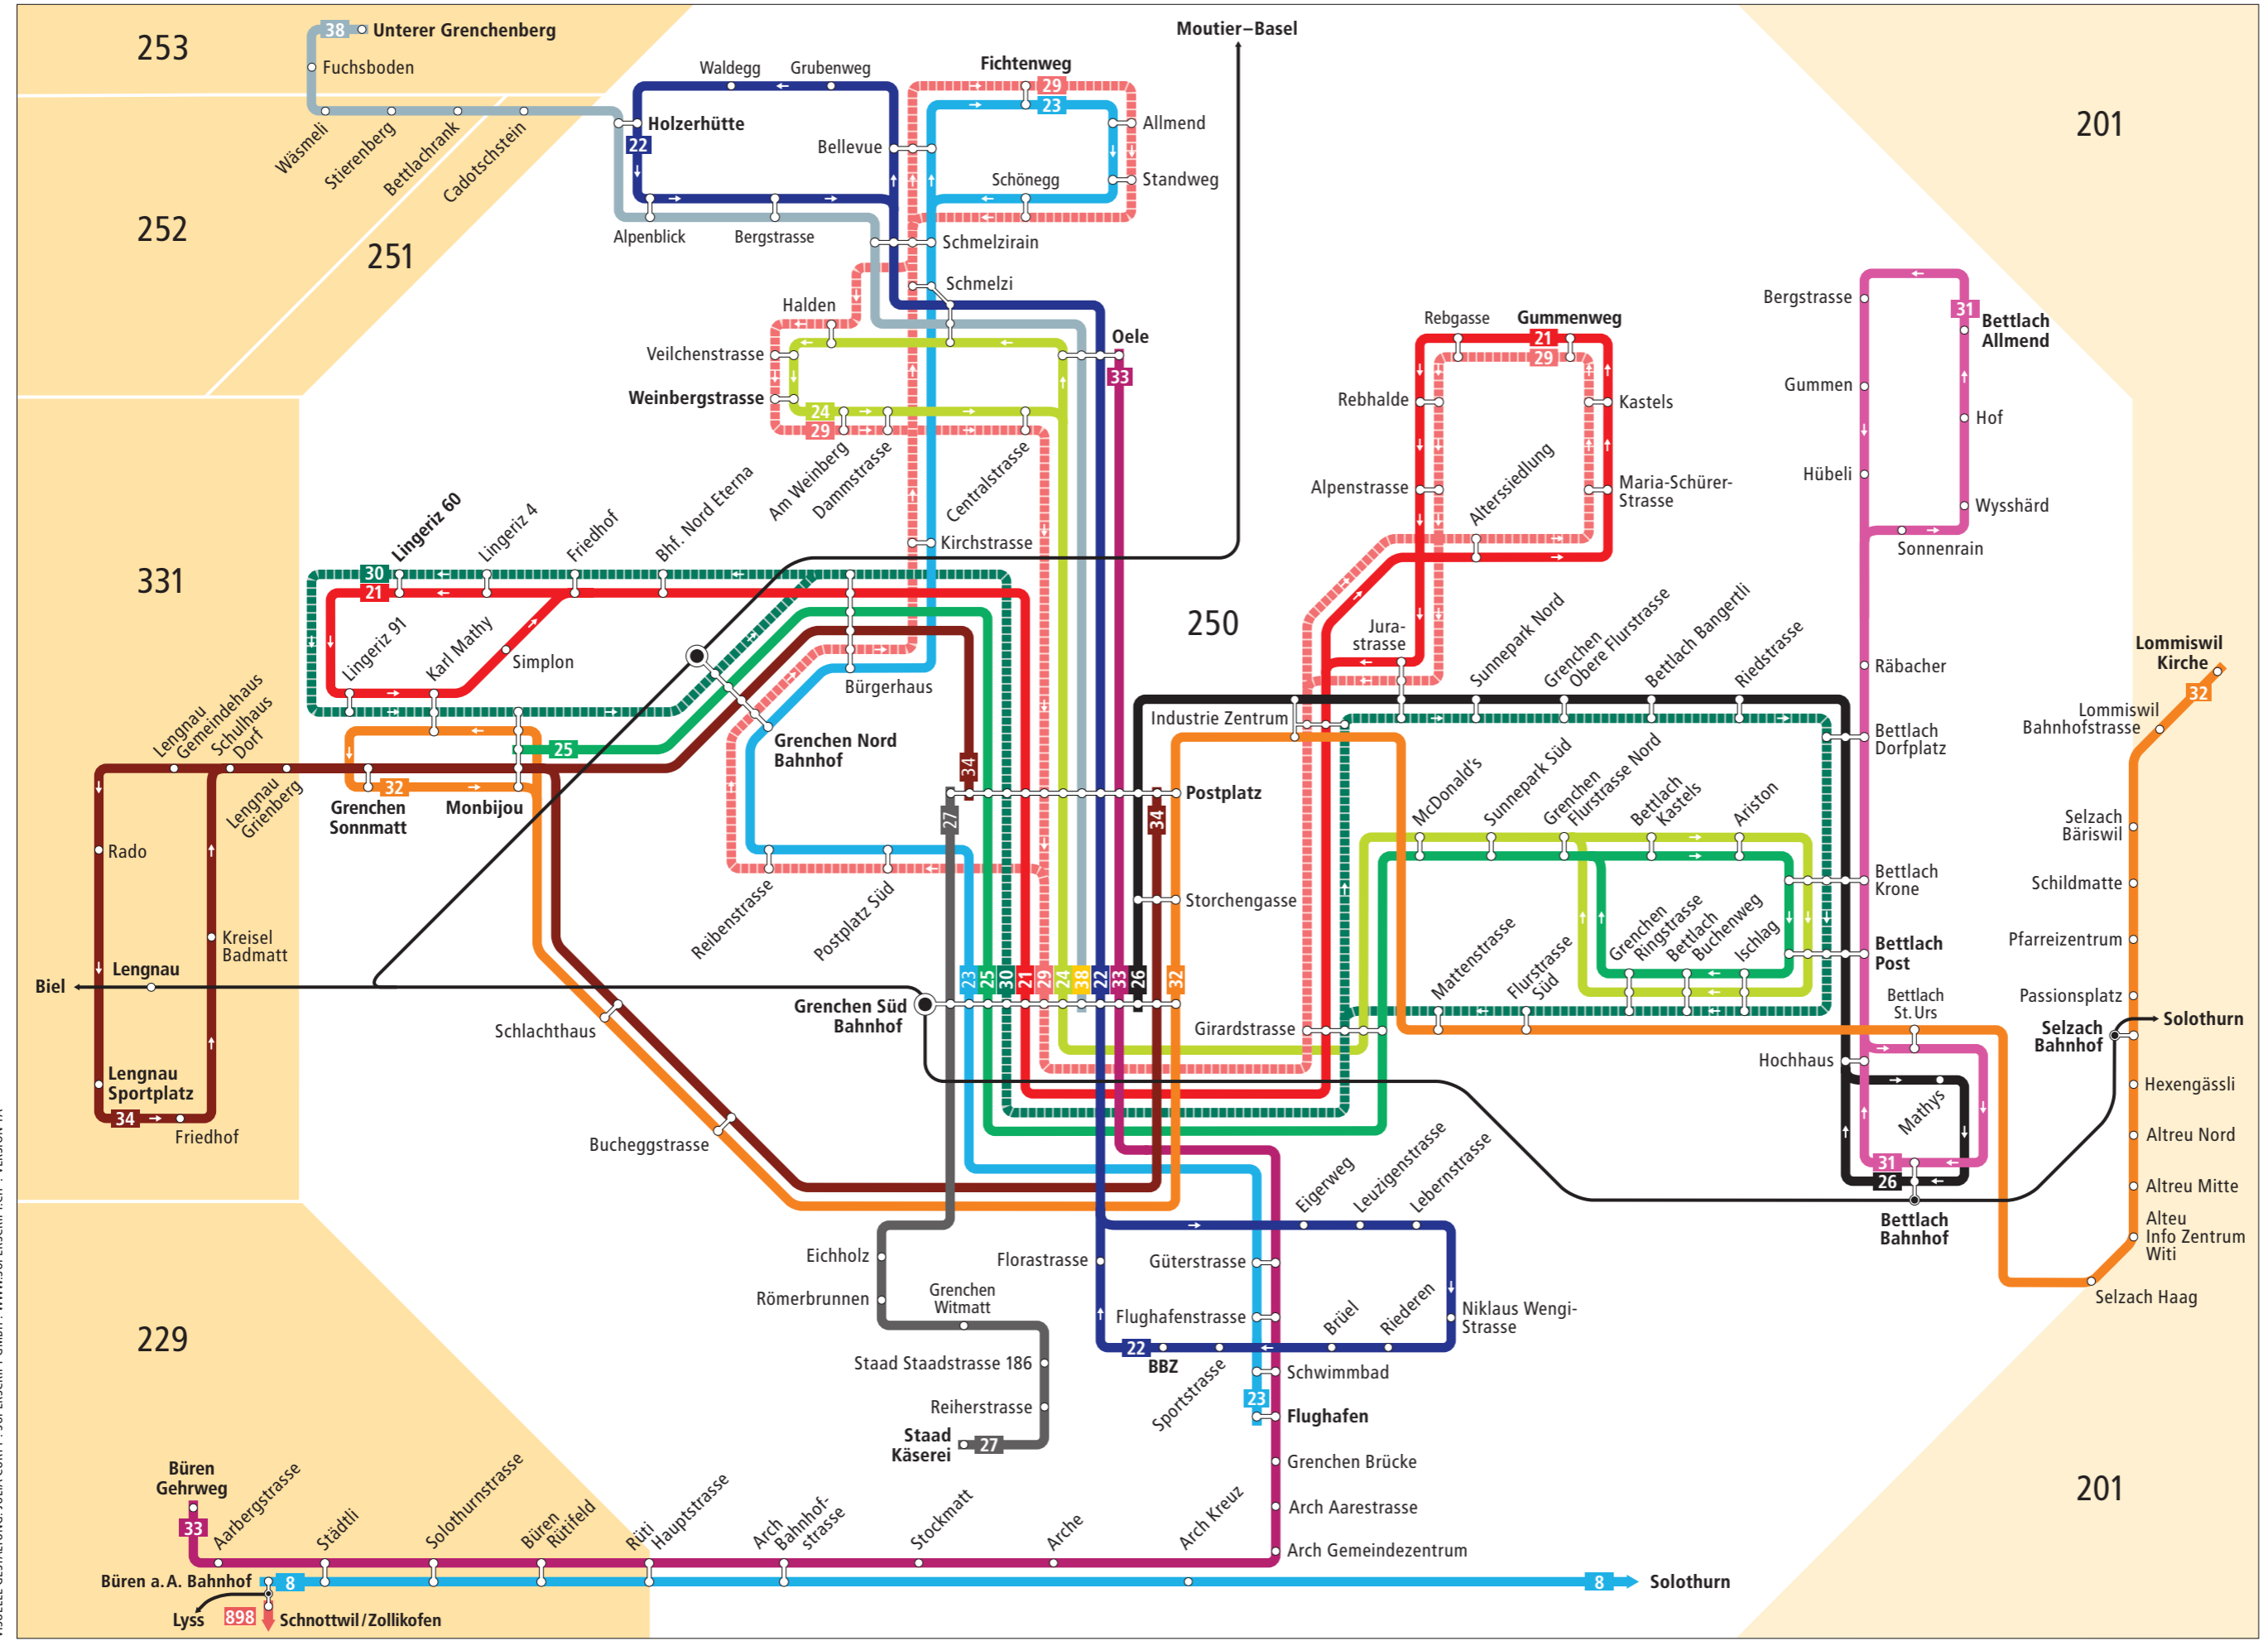 253
38
Unterer Grenchenberg
Fuchsboden
Wäsmeli
Stierenberg
Bettlachrank
Cadotschstein
252
251
Waldegg
Grubenweg
Holzerhütte
22
Bellevue
Alpenblick
Bergstrasse
Fichtenweg
29
23
Allmend
Standweg
Schönegg
Schmelzirain
Schmelzi
Moutier–Basel
201
Halden
Veilchenstrasse
Weinbergstrasse
24
29
Am Weinberg
Dammstrasse
Centralstrasse
Oele
33
Kirchstrasse
Rebgasse
Gummenweg
21
29
Rebhalde
Kastels
Alpenstrasse
Maria-Schürer-
Strasse
Alterssiedlung
Jura-
strasse
Bergstrasse
31
Bettlach
Allmend
Gummen
Hof
Hübeli
Wysshärd
Sonnenrain
Räbacher
Bettlach
Dorfplatz
331
30
21
Lingeriz 60
Lingeriz 4
Friedhof
Bhf. Nord Eterna
Lingeriz 91
Karl Mathy
Simplon
Bürgerhaus
Grenchen Nord
Bahnhof
25
32
Lengnau
Gemeindehaus
Schulhaus
Dorf
Lengnau
Grienberg
Grenchen
Sonnmatt
Monbijou
Rado
Kreisel
Badmatt
Biel
Lengnau
Lengnau
Sportplatz
34
Friedhof
250
Industrie Zentrum
Sunnepark Nord
Grenchen
Obere Flurstrasse
Bettlach Bangertli
Riedstrasse
34
27
34
Postplatz
McDonald's
Sunnepark Süd
Grenchen
Flurstrasse Nord
Bettlach
Kastels
Ariston
Bettlach
Krone
Bettlach
Post
Storchengasse
Reibenstrasse
Postplatz Süd
23
25
30
21
29
24
38
22
33
26
32
Grenchen Süd
Bahnhof
Girardstrasse
Mattenstrasse
Flurstrasse
Süd
Grenchen
Ringstrasse
Bettlach
Buchenweg
Ischlag
Bettlach
St. Urs
Hochhaus
Mathys
31
26
Bettlach
Bahnhof
Lommiswil
Kirche
32
Lommiswil
Bahnhofstrasse
Selzach
Bäriswil
Schildmatte
Pfarreizentrum
Passionsplatz
Selzach
Bahnhof
Solothurn
Hexengässli
Altreu Nord
Altreu Mitte
Alteu
Info Zentrum
Witi
Selzach Haag
Schlachthaus
Bucheggstrasse
Eichholz
Römerbrunnen
Grenchen
Witmatt
Staad Staadstrasse 186
Reiherstrasse
Staad
Käserei
27
Florastrasse
Eigerweg
Leuzigenstrasse
Lebernstrasse
Güterstrasse
Flughafenstrasse
Brüel
Riederen
Niklaus Wengi-
Strasse
22
BBZ
Sportstrasse
Schwimmbad
23
Flughafen
Grenchen Brücke
Arch Aarestrasse
Arch Gemeindezentrum
229
201
Büren
Gehrweg
33
Aarbergstrasse
Städtli
Solothurnstrasse
Büren
Rütifeld
Rüti
Hauptstrasse
Arch
Bahnhof-
strasse
Stockmatt
Arche
Arch Kreuz
Büren a.A. Bahnhof
8
8
Solothurn
Lyss
898
Schnottwil/Zollikofen